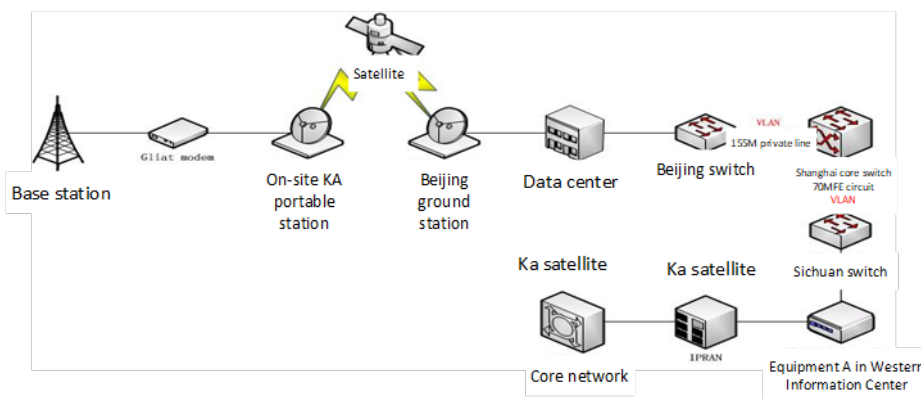 Satellite
VLAN
155M private line
Gliat modem
Base station
On-site KA
portable
station
Beijing
ground
station
Data center
Beijing switch
Shanghai core switch
70MFE circuit
VLAN
Sichuan switch
Ka satellite
Ka satellite
IPRAN
Core network
Equipment A in Western
Information Center